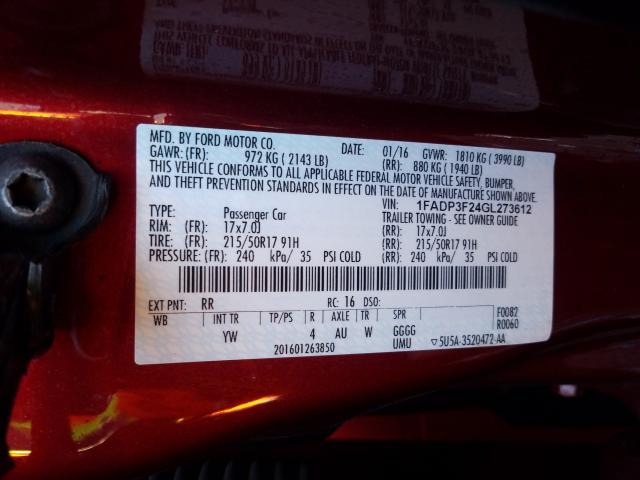 MFD. BY FORD MOTOR CO. DATE: 01/16 GVWR: 1810 KG ( 3990 LB)
GAWR: (FR): 972 KG ( 2143 LB) (RR): 880 KG ( 1940 LB)
THIS VEHICLE CONFORMS TO ALL APPLICABLE FEDERAL MOTOR VEHICLE SAFETY, BUMPER,
AND THEFT PREVENTION STANDARDS IN EFFECT ON THE DATE OF MANUFACTURE SHOWN ABOVE.
VIN: 1FADP3F24GL273612
TYPE: Passenger Car TRAILER TOWING - SEE OWNER GUIDE
RIM: (FR): 17x7.0J (RR): 17x7.0J
TIRE: (FR): 215/50R17 91H (RR): 215/50R17 91H
PRESSURE: (FR): 240 kPa/ 35 PSI COLD (RR): 240 kPa/ 35 PSI COLD
EXT PNT: RR RC: 16 DSO: F0082
WB INT TR TP/PS R AXLE TR SPR R0060
YW 4 AU W GGGG
201601263850 UMU ▽5U5A-3520472-AA